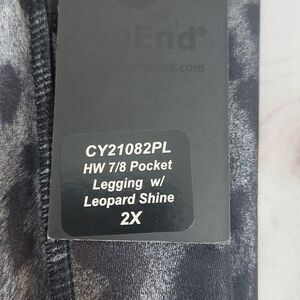 End
active.com
CY21082PL
HW 7/8 Pocket
Legging w/
Leopard Shine
2X